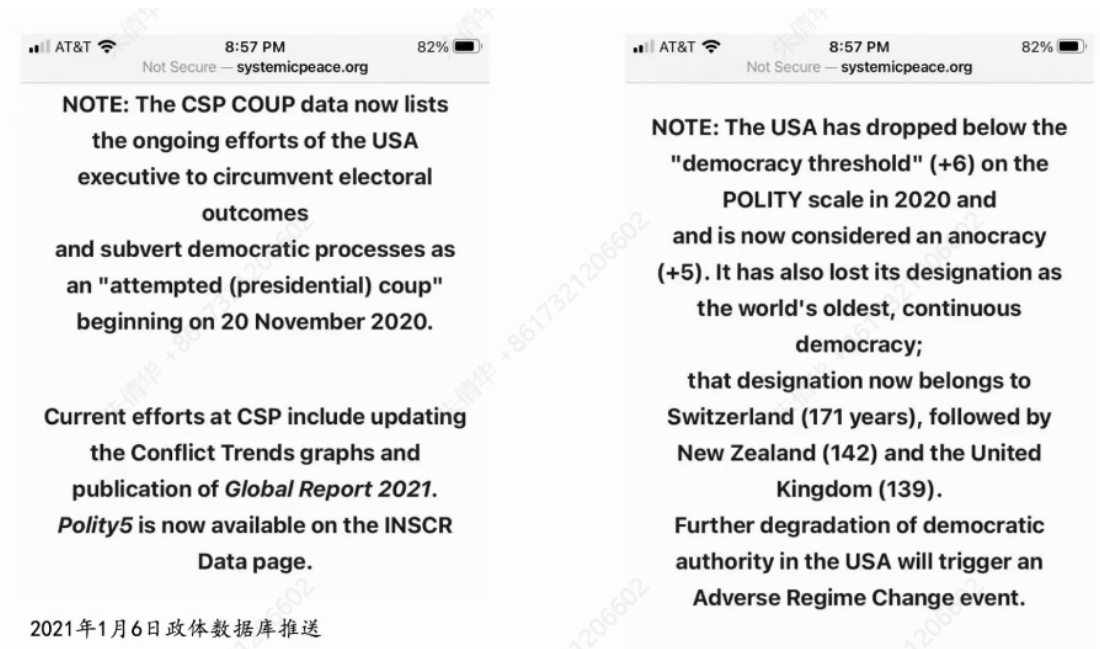 AT&T 8:57 PM 82%
Not Secure — systemicpeace.org
NOTE: The CSP COUP data now lists
the ongoing efforts of the USA
executive to circumvent electoral
outcomes
and subvert democratic processes as
an "attempted (presidential) coup"
beginning on 20 November 2020.
Current efforts at CSP include updating
the Conflict Trends graphs and
publication of Global Report 2021.
Polity5 is now available on the INSCR
Data page.
2021年1月6日政体数据库推送
AT&T 8:57 PM 82%
Not Secure — systemicpeace.org
NOTE: The USA has dropped below the
"democracy threshold" (+6) on the
POLITY scale in 2020 and
and is now considered an anocracy
(+5). It has also lost its designation as
the world's oldest, continuous
democracy;
that designation now belongs to
Switzerland (171 years), followed by
New Zealand (142) and the United
Kingdom (139).
Further degradation of democratic
authority in the USA will trigger an
Adverse Regime Change event.
朱倩华 +8617321206602